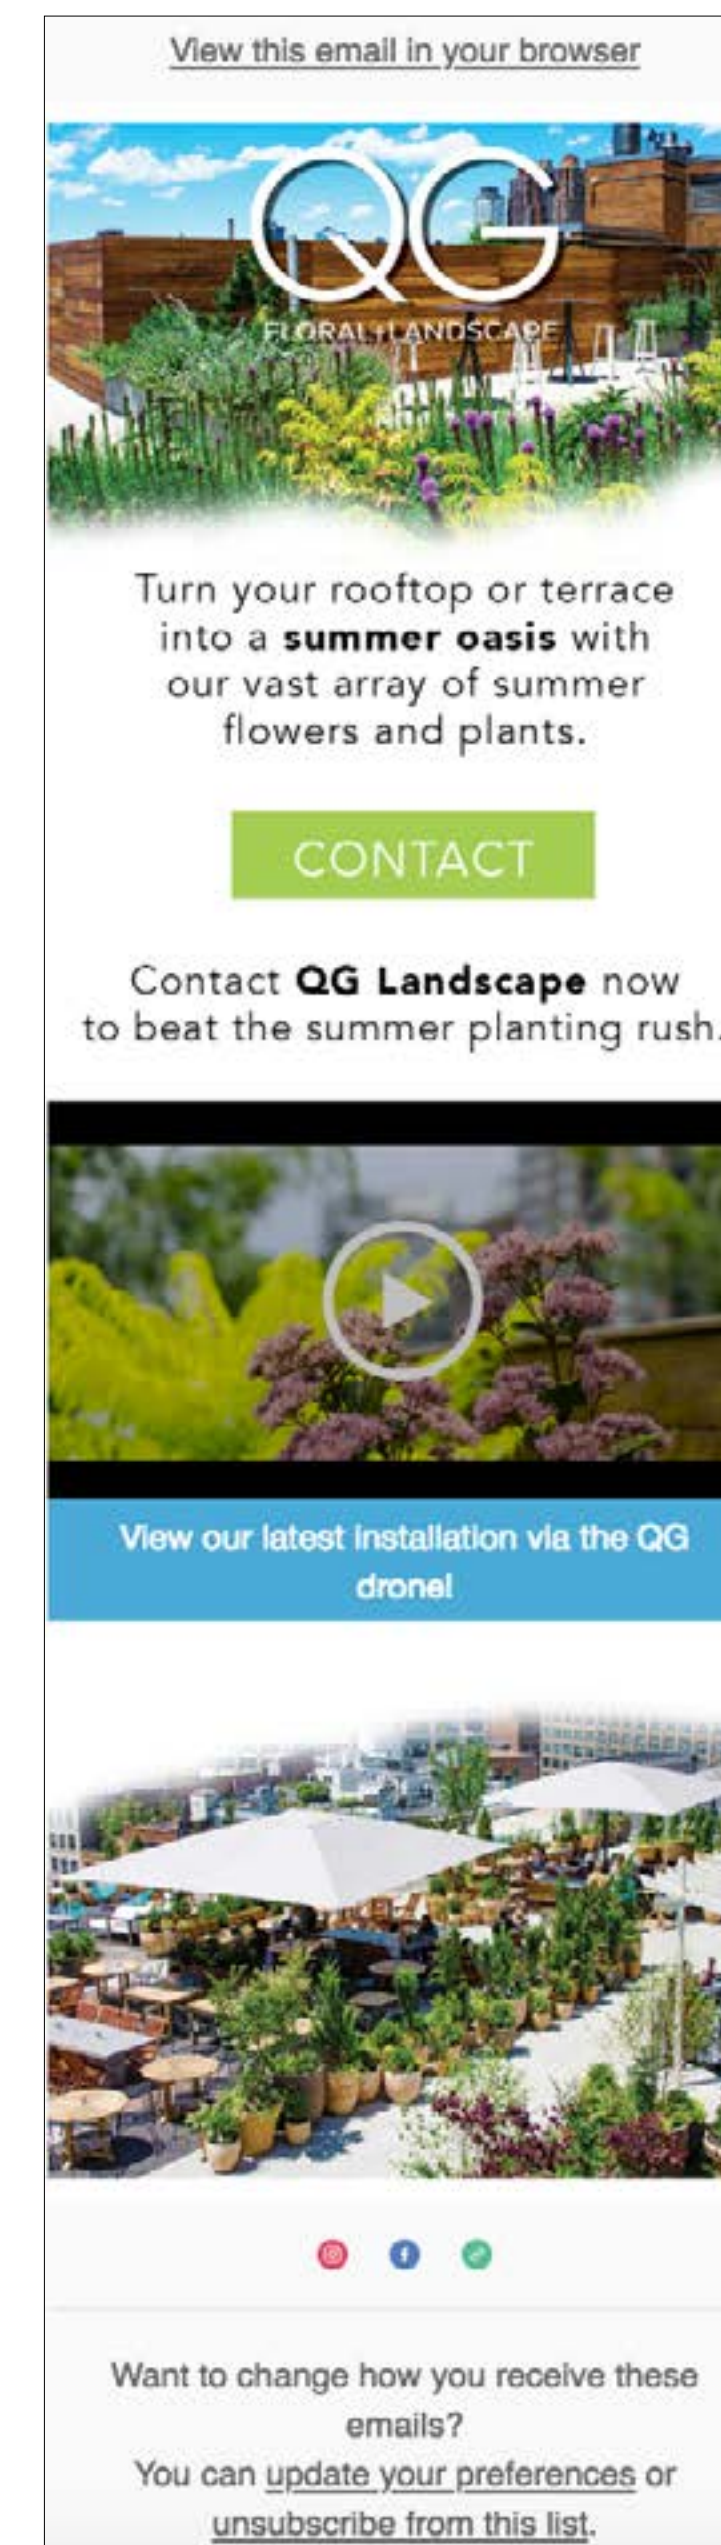 View this email in your browser
QG
FLORAL+LANDSCAPE
Turn your rooftop or terrace
into a summer oasis with
our vast array of summer
flowers and plants.
CONTACT
Contact QG Landscape now
to beat the summer planting rush.
View our latest installation via the QG
drone!
Want to change how you receive these
emails?
You can update your preferences or
unsubscribe from this list.